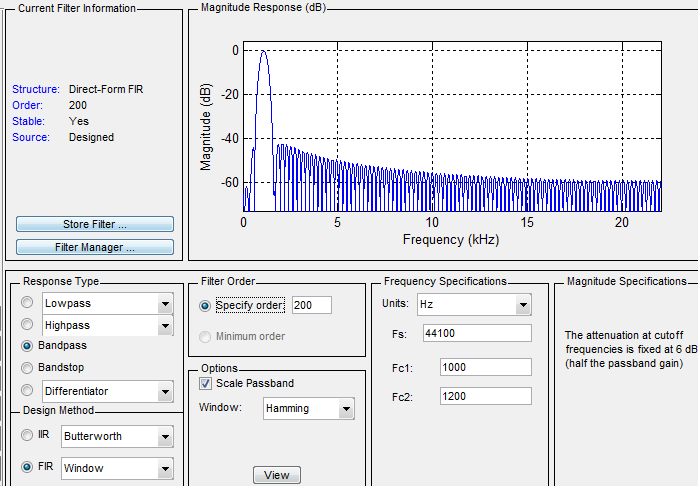 Current Filter Information
Structure: Direct-Form FIR
Order: 200
Stable: Yes
Source: Designed
Store Filter ...
Filter Manager ...
Magnitude Response (dB)
Magnitude (dB)
0
-20
-40
-60
0 5 10 15 20
Frequency (kHz)
Response Type
Lowpass
Highpass
Bandpass
Bandstop
Differentiator
Design Method
IIR Butterworth
FIR Window
Filter Order
Specify order: 200
Minimum order
Options
Scale Passband
Window: Hamming
View
Frequency Specifications
Units: Hz
Fs: 44100
Fc1: 1000
Fc2: 1200
Magnitude Specifications
The attenuation at cutoff
frequencies is fixed at 6 dB
(half the passband gain)